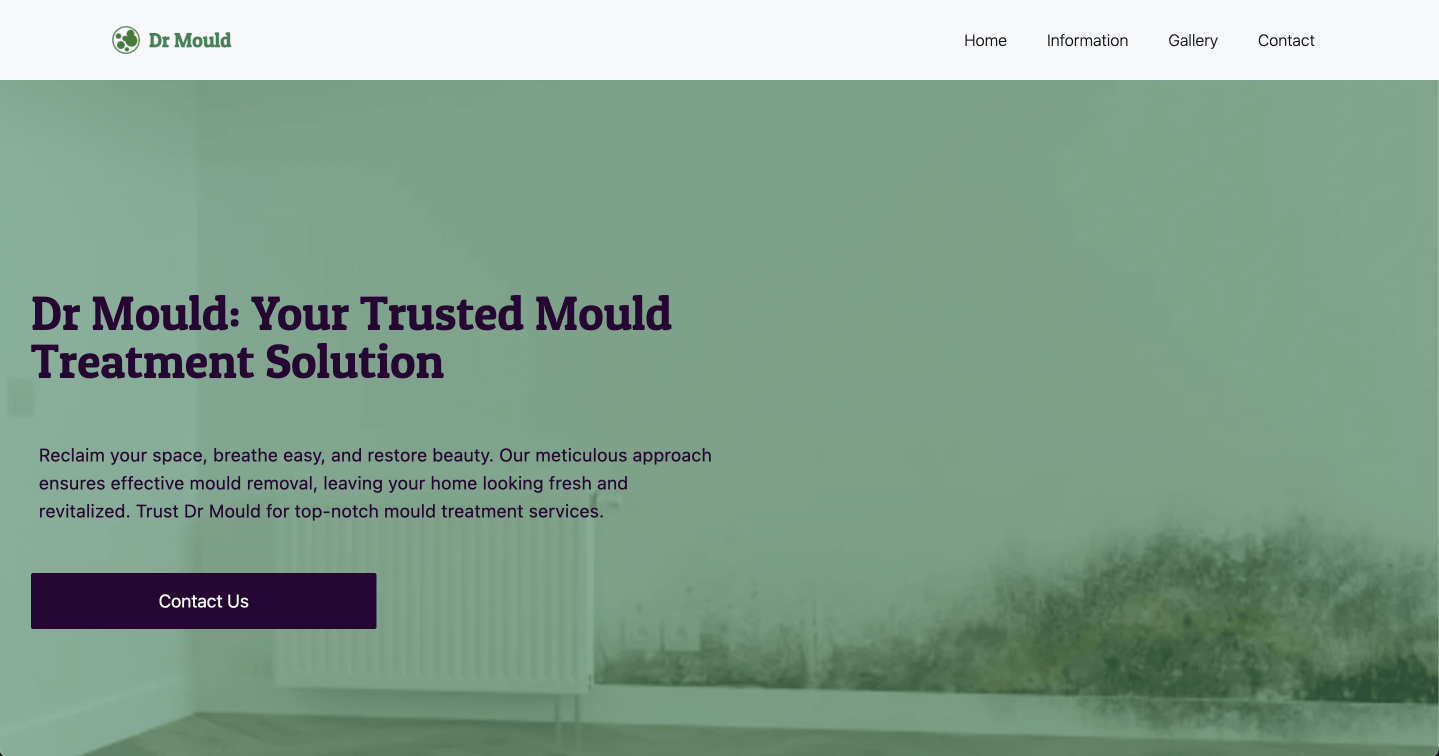 Dr Mould
Home
Information
Gallery
Contact
Dr Mould: Your Trusted Mould
Treatment Solution
Reclaim your space, breathe easy, and restore beauty. Our meticulous approach
ensures effective mould removal, leaving your home looking fresh and
revitalized. Trust Dr Mould for top-notch mould treatment services.
Contact Us